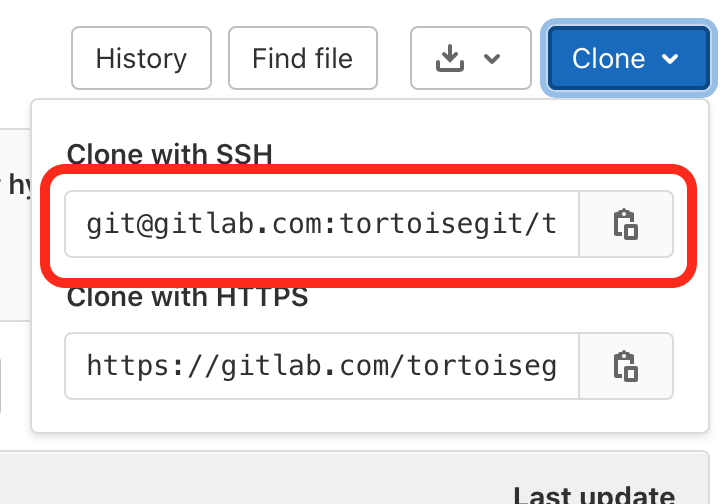 History Find file Clone
Clone with SSH
hy
git@gitlab.com:tortoisegit/t
Clone with HTTPS
https://gitlab.com/tortoiseg
Last update